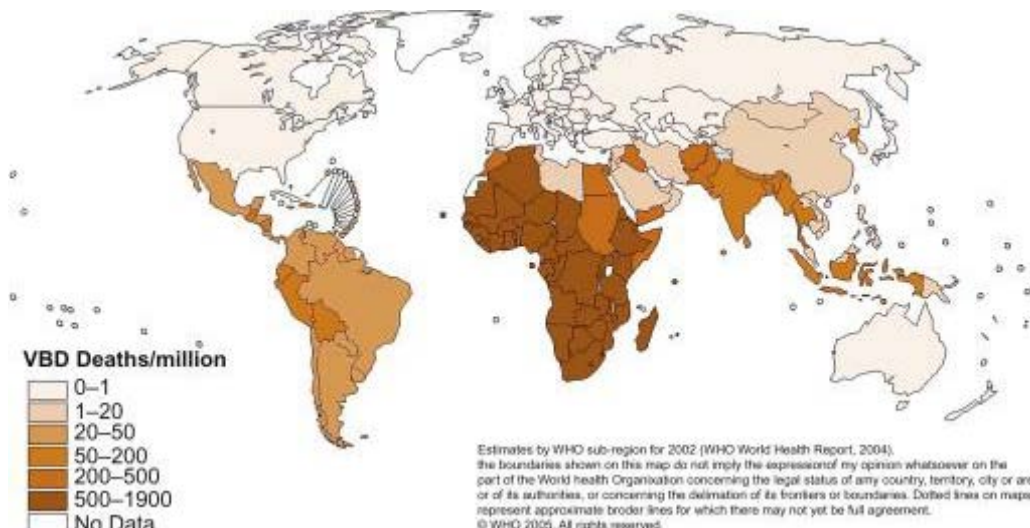 VBD Deaths/million
0–1
1–20
20–50
50–200
200–500
500–1900
No Data
Estimates by WHO sub-region for 2002 (WHO World Health Report, 2004).
the boundaries shown on this map do not imply the expressionof my opinion whatsoever on the
part of the World health Organixation concerning the legal status of amy country, territory, city or are
or of its authorities, or concerning the delimation of its frontiers or boundaries. Dotted lines on maps
represent approximate broder lines for which there may not yet be full agreement.
© WHO 2005. All rights reserved.